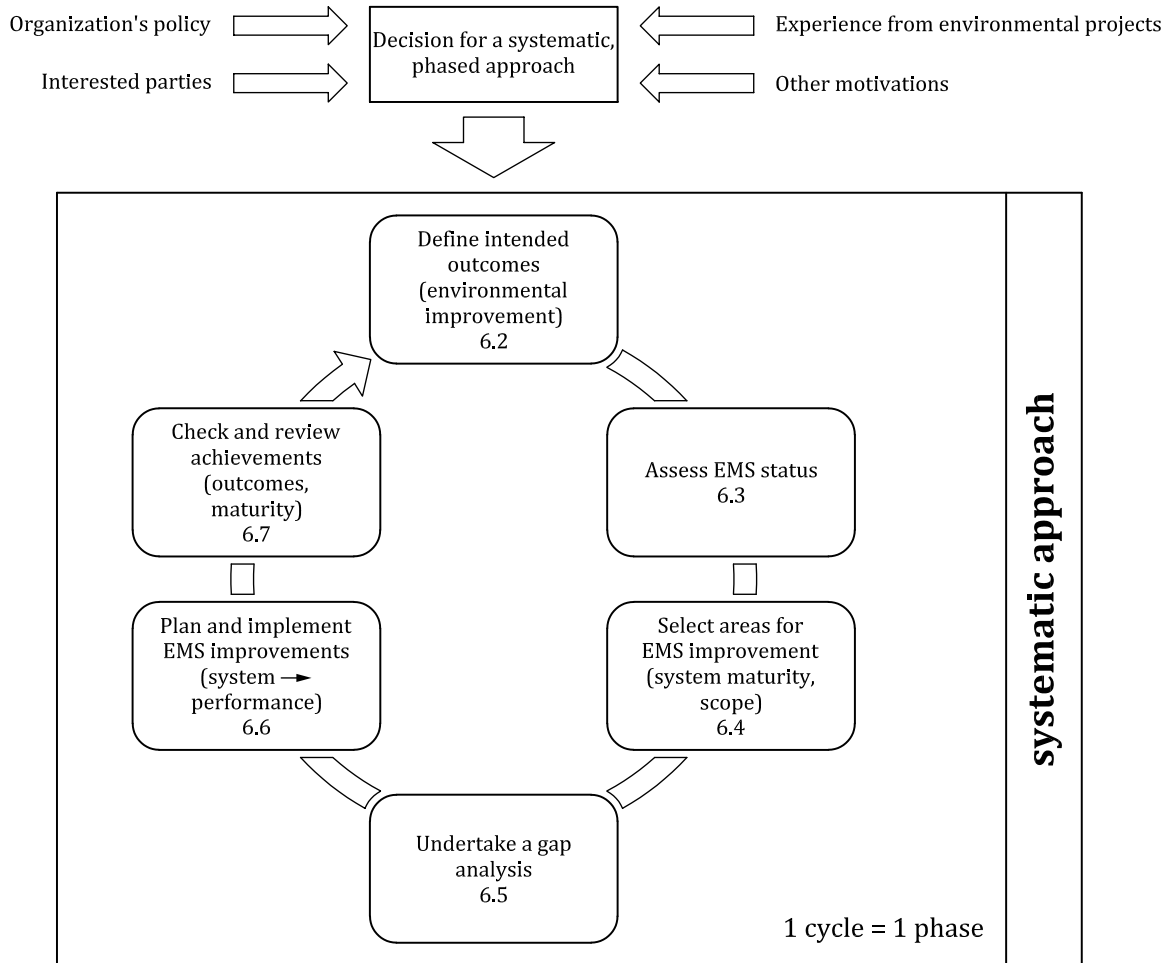 Organization's policy
Interested parties
Decision for a systematic,
phased approach
Experience from environmental projects
Other motivations
Define intended
outcomes
(environmental
improvement)
6.2
Assess EMS status
6.3
Select areas for
EMS improvement
(system maturity,
scope)
6.4
Undertake a gap
analysis
6.5
Plan and implement
EMS improvements
(system →
performance)
6.6
Check and review
achievements
(outcomes,
maturity)
6.7
1 cycle = 1 phase
systematic approach